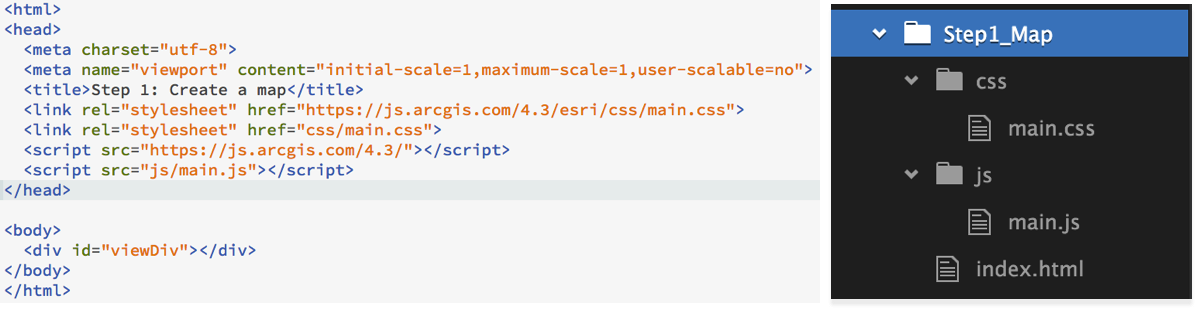 <html>
<head>
  <meta charset="utf-8">
  <meta name="viewport" content="initial-scale=1,maximum-scale=1,user-scalable=no">
  <title>Step 1: Create a map</title>
  <link rel="stylesheet" href="https://js.arcgis.com/4.3/esri/css/main.css">
  <link rel="stylesheet" href="css/main.css">
  <script src="https://js.arcgis.com/4.3/"></script>
  <script src="js/main.js"></script>
</head>
<body>
  <div id="viewDiv"></div>
</body>
</html>
Step1_Map
css
main.css
js
main.js
index.html